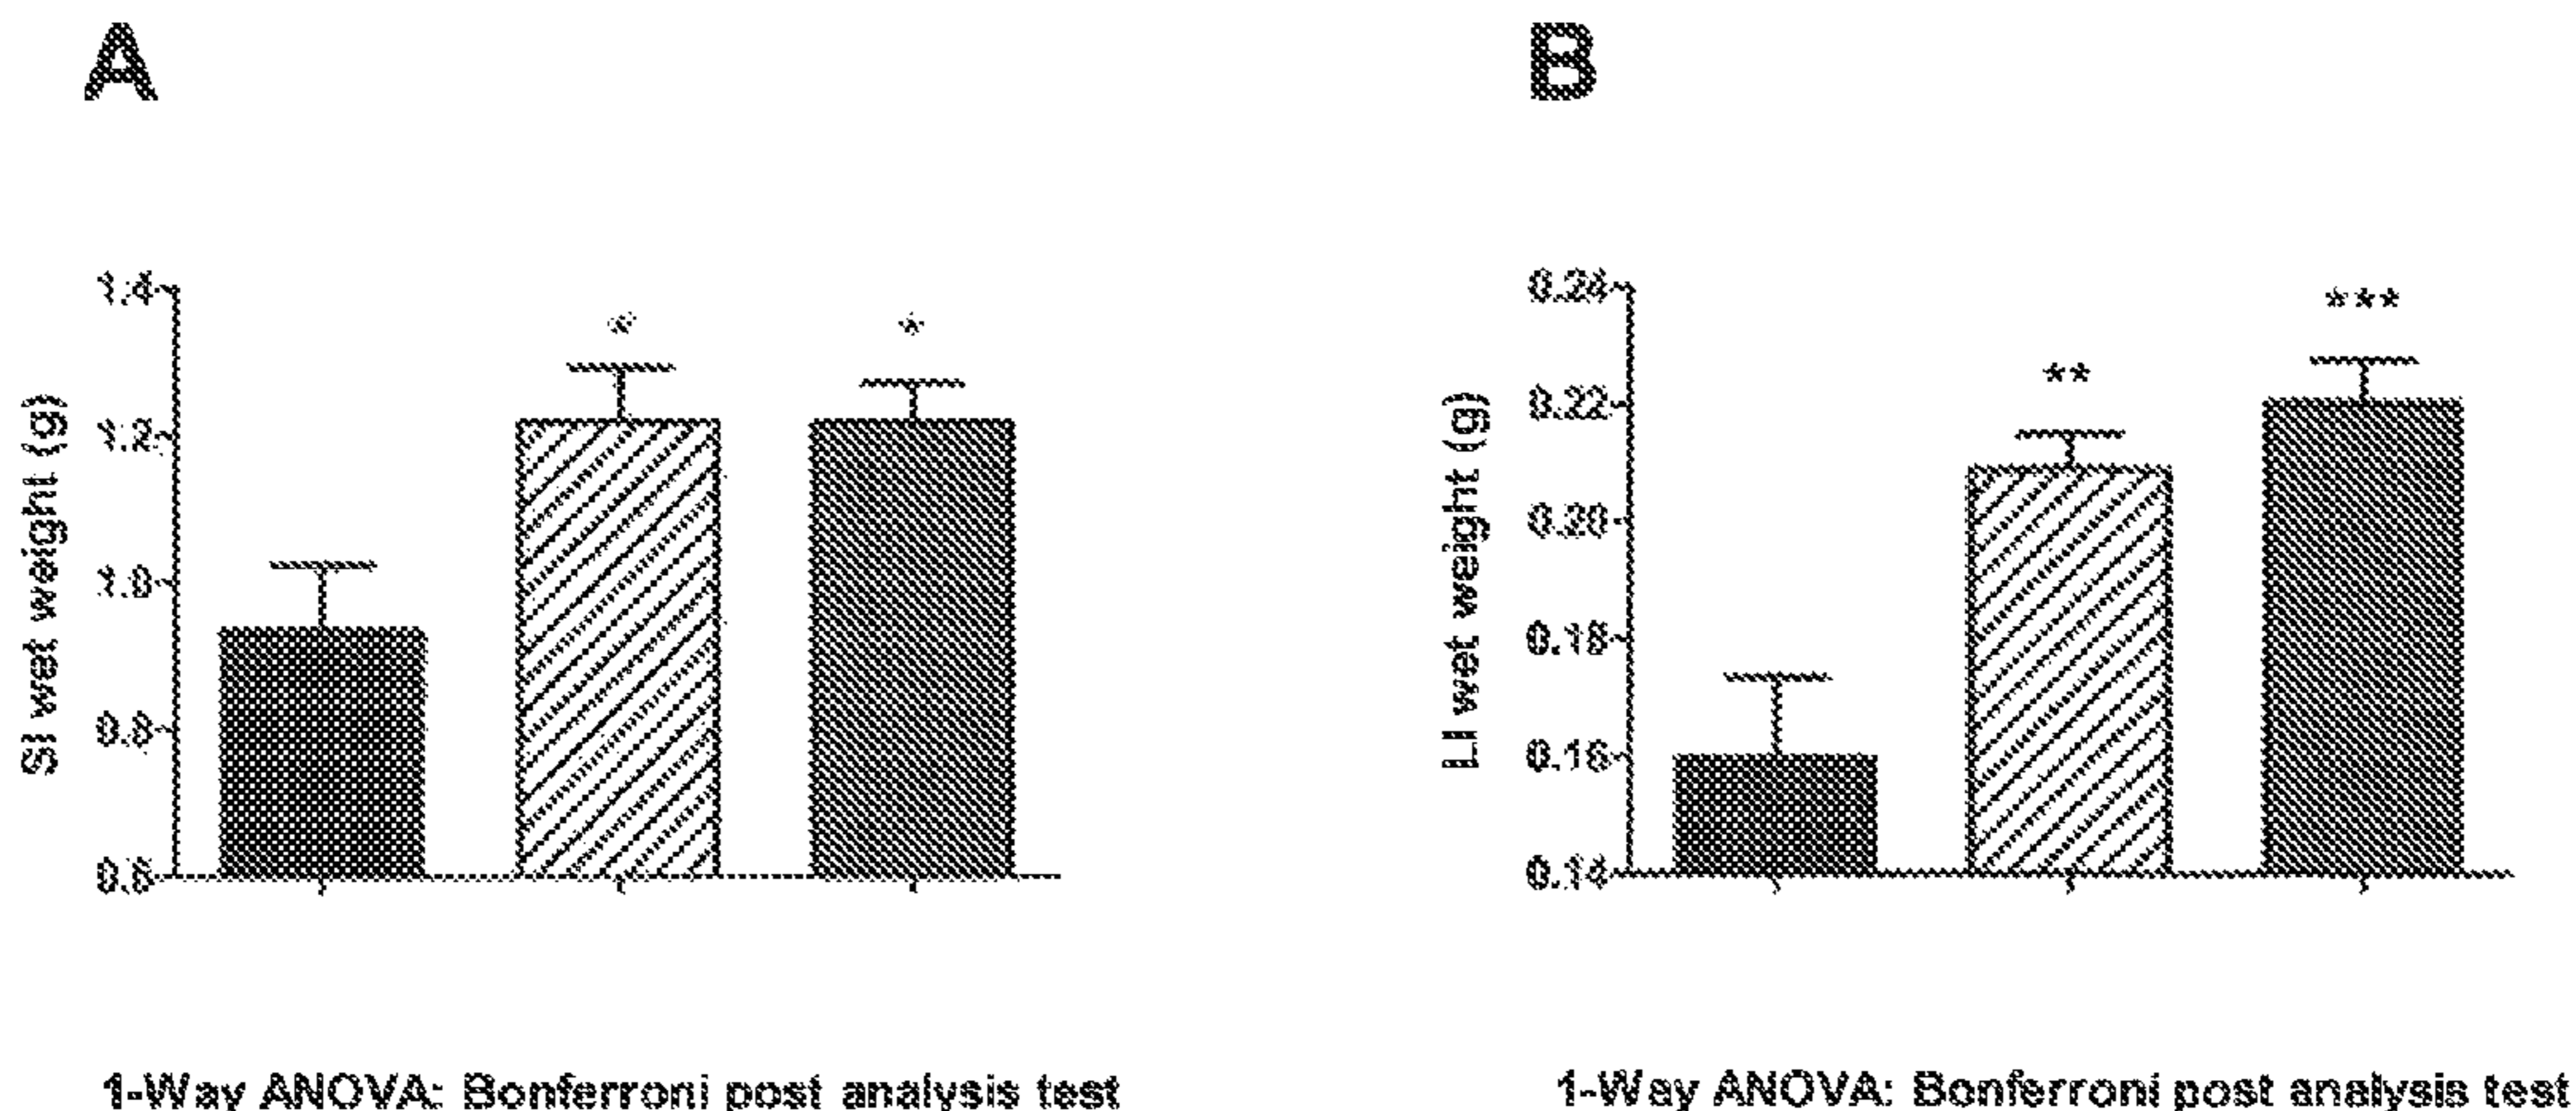 A
B
SI wet weight (g)
1.4
1.2
1.0
0.8
0.6
*
*
LI wet weight (g)
0.24
0.22
0.20
0.18
0.16
0.14
**
***
1-Way ANOVA: Bonferroni post analysis test
1-Way ANOVA: Bonferroni post analysis test